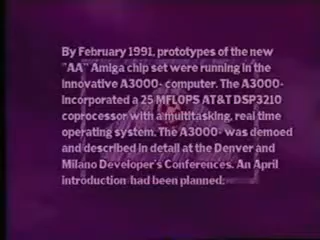 By February 1991, prototypes of the new
"AA" Amiga chip set were running in the
innovative A3000+ computer. The A3000+
incorporated a 25 MFLOPS AT&T DSP3210
coprocessor with a multitasking, real time
operating system. The A3000+ was demoed
and described in detail at the Denver and
Milano Developer's Conferences. An April
introduction had been planned.